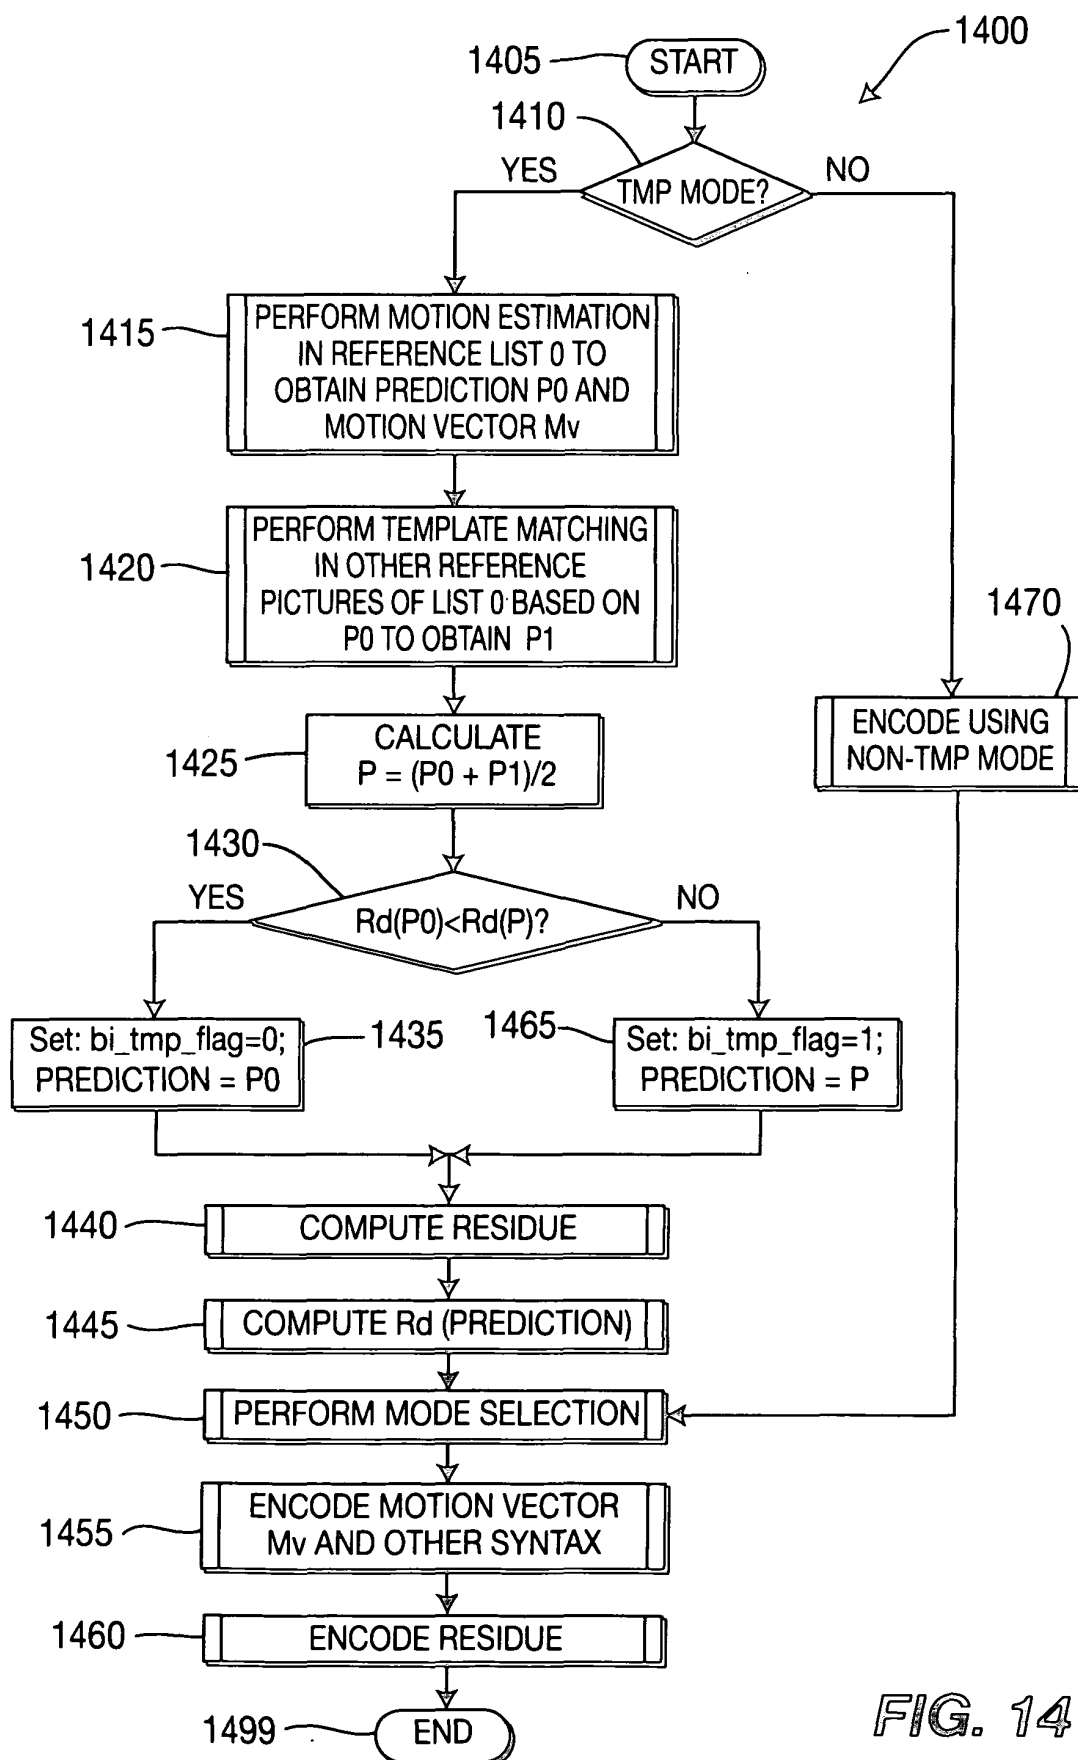 1400
1405
START
1410
YES
NO
TMP MODE?
1415
PERFORM MOTION ESTIMATION
IN REFERENCE LIST 0 TO
OBTAIN PREDICTION P0 AND
MOTION VECTOR Mv
1420
PERFORM TEMPLATE MATCHING
IN OTHER REFERENCE
PICTURES OF LIST 0 BASED ON
P0 TO OBTAIN P1
1470
ENCODE USING
NON-TMP MODE
1425
CALCULATE
P = (P0 + P1)/2
1430
YES
NO
Rd(P0)<Rd(P)?
Set: bi_tmp_flag=0;
PREDICTION = P0
1435
1465
Set: bi_tmp_flag=1;
PREDICTION = P
1440
COMPUTE RESIDUE
1445
COMPUTE Rd (PREDICTION)
1450
PERFORM MODE SELECTION
1455
ENCODE MOTION VECTOR
Mv AND OTHER SYNTAX
1460
ENCODE RESIDUE
1499
END
FIG. 14